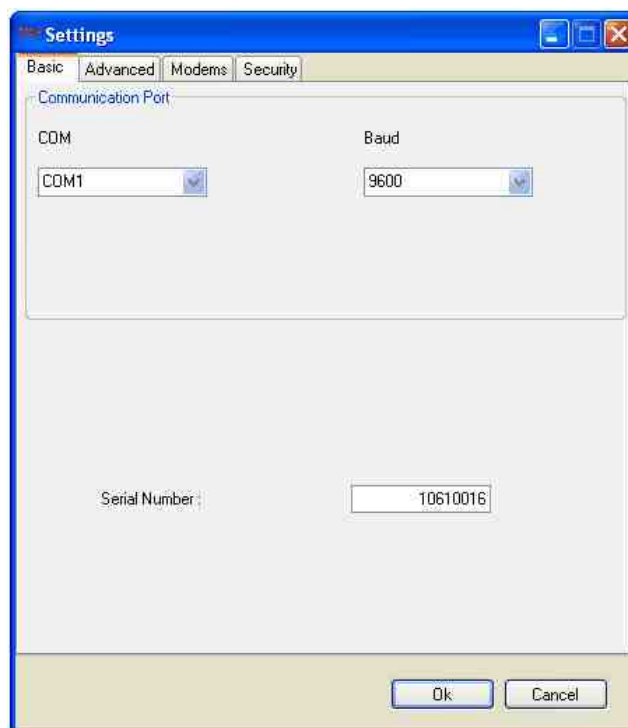 Settings
Basic Advanced Modems Security
Communication Port
COM Baud
COM1 9600
Serial Number : 10610016
Ok Cancel